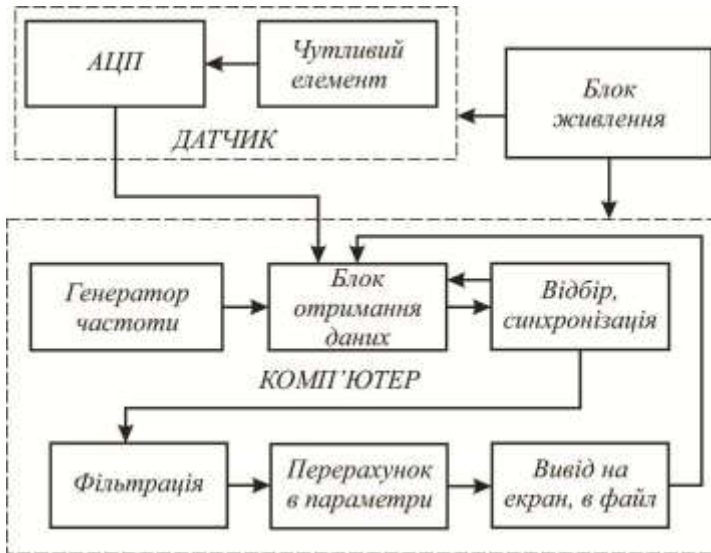 АЦП
Чутливий
елемент
ДАТЧИК
Блок
живлення
Генератор
частоти
Блок
отримання
даних
Відбір,
синхронізація
КОМП’ЮТЕР
Фільтрація
Перерахунок
в параметри
Вивід на
екран, в файл